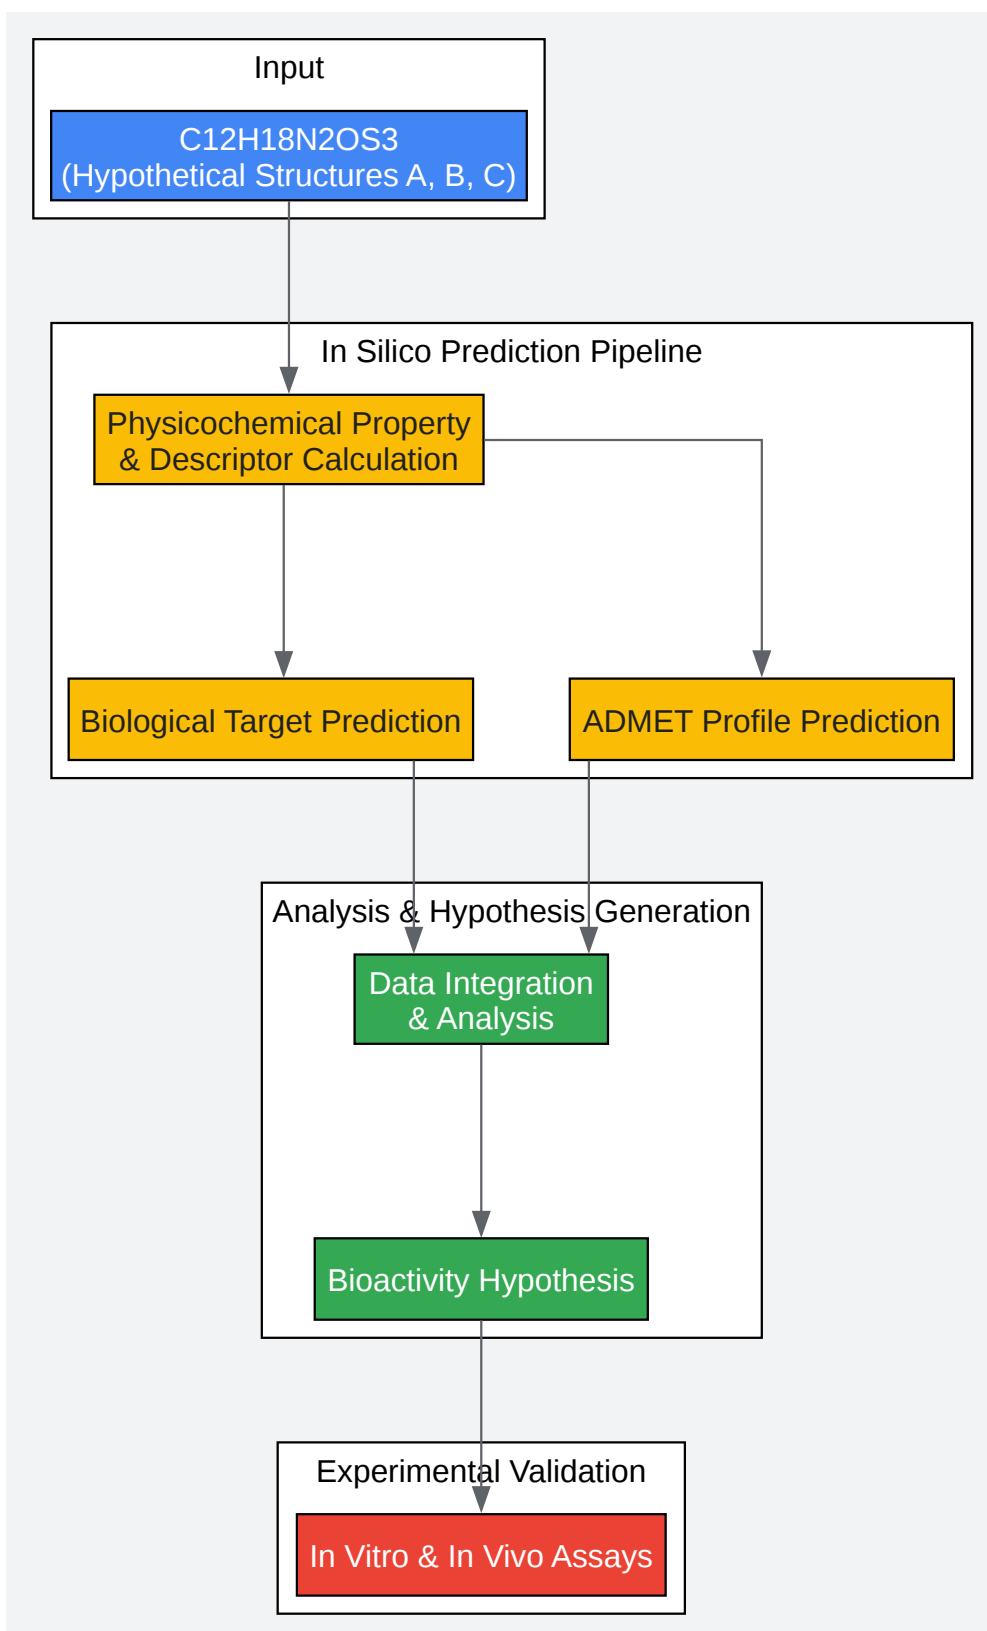 Input
C12H18N2OS3
(Hypothetical Structures A, B, C)
In Silico Prediction Pipeline
Physicochemical Property
& Descriptor Calculation
Biological Target Prediction
ADMET Profile Prediction
Analysis & Hypothesis Generation
Data Integration
& Analysis
Bioactivity Hypothesis
Experimental Validation
In Vitro & In Vivo Assays